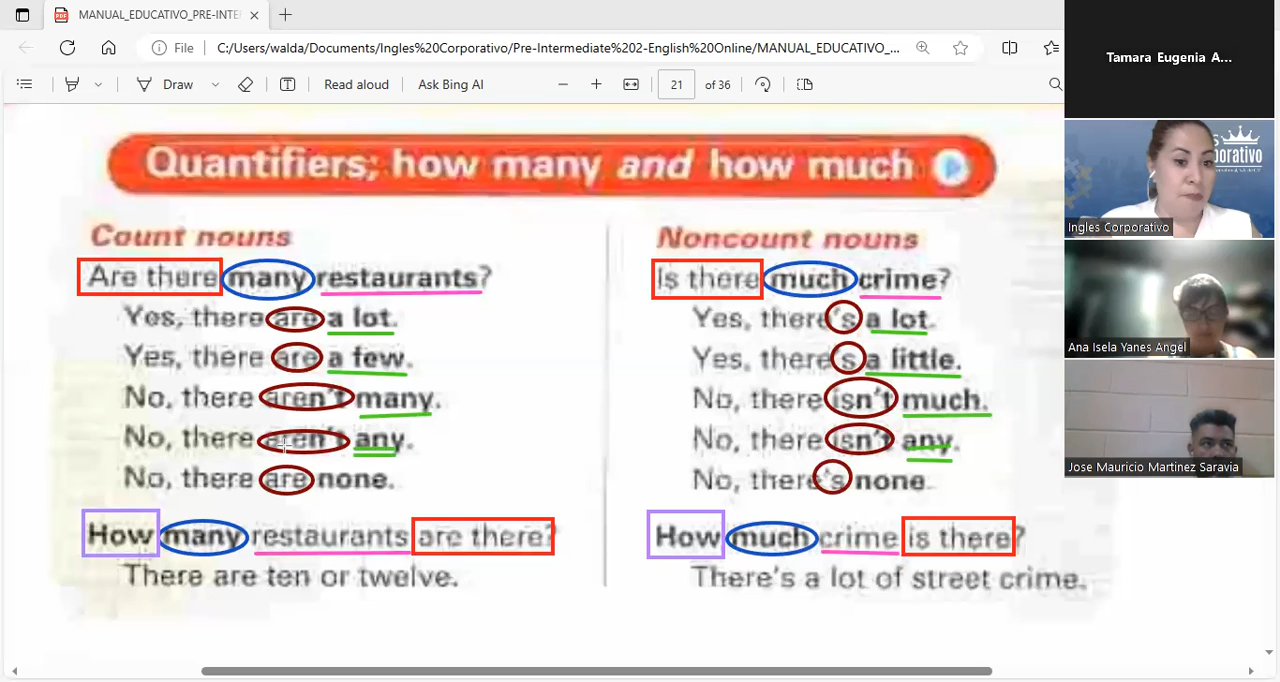 MANUAL_EDUCATIVO_PRE-INTE
File
C:/Users/walda/Documents/Ingles%20Corporativo/Pre-Intermediate%202-English%20Online/MANUAL_EDUCATIVO_...
Draw
Read aloud
Ask Bing AI
21 of 36
Quantifiers; how many and how much
Count nouns
Are there many restaurants?
Yes, there are a lot.
Yes, there are a few.
No, there aren't many.
No, there aren't any.
No, there are none.
How many restaurants are there?
There are ten or twelve.
Noncount nouns
Is there much crime?
Yes, there's a lot.
Yes, there's a little.
No, there isn't much.
No, there isn't any.
No, there's none.
How much crime is there?
There's a lot of street crime.
Tamara Eugenia A...
Ingles Corporativo
Ana Isela Yanes Angel
Jose Mauricio Martinez Saravia